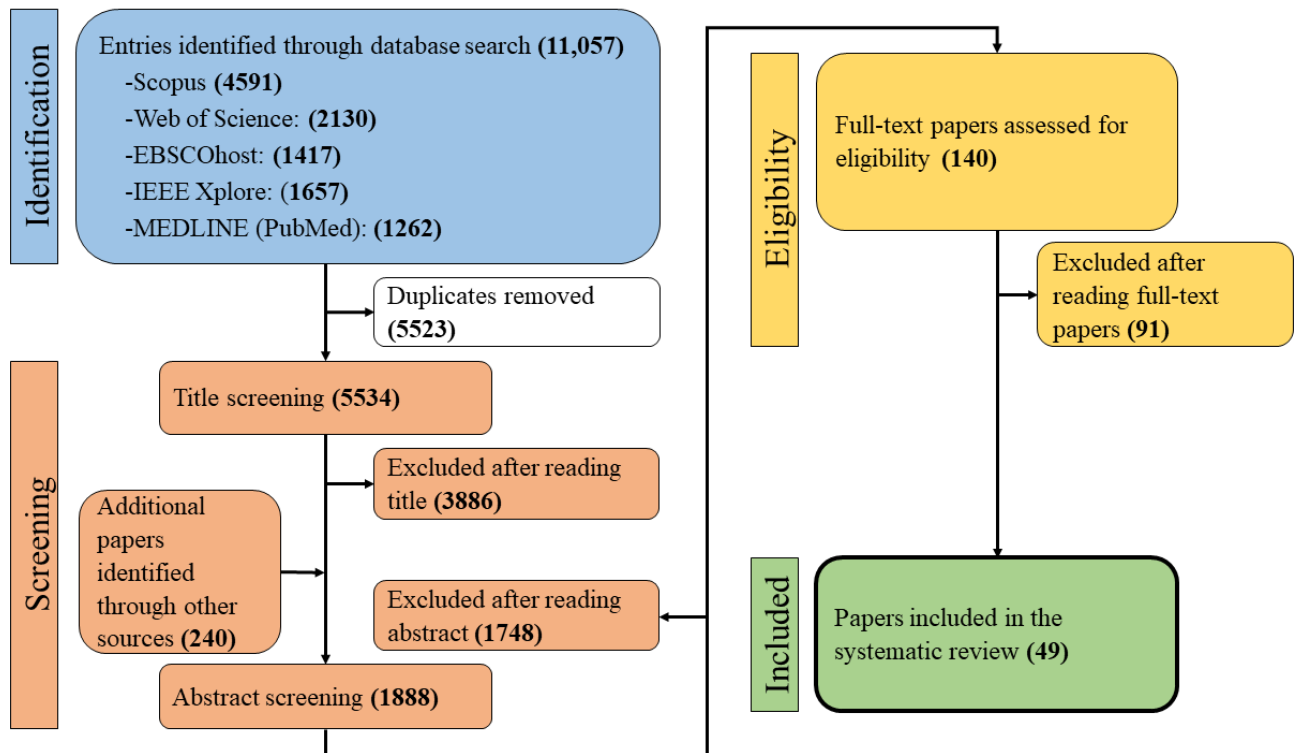 Identification
Entries identified through database search (11,057)
-Scopus (4591)
-Web of Science: (2130)
-EBSCOhost: (1417)
-IEEE Xplore: (1657)
-MEDLINE (PubMed): (1262)
Duplicates removed
(5523)
Screening
Title screening (5534)
Excluded after reading
title (3886)
Additional
papers
identified
through other
sources (240)
Excluded after reading
abstract (1748)
Abstract screening (1888)
Eligibility
Full-text papers assessed for
eligibility (140)
Excluded after
reading full-text
papers (91)
Included
Papers included in the
systematic review (49)